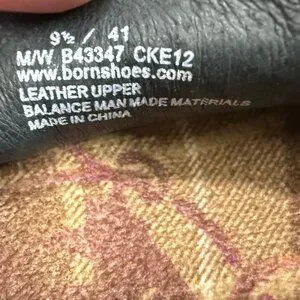 9½ / 41
M/W B43347 CKE12
www.bornshoes.com
LEATHER UPPER
BALANCE MAN MADE MATERIALS
MADE IN CHINA